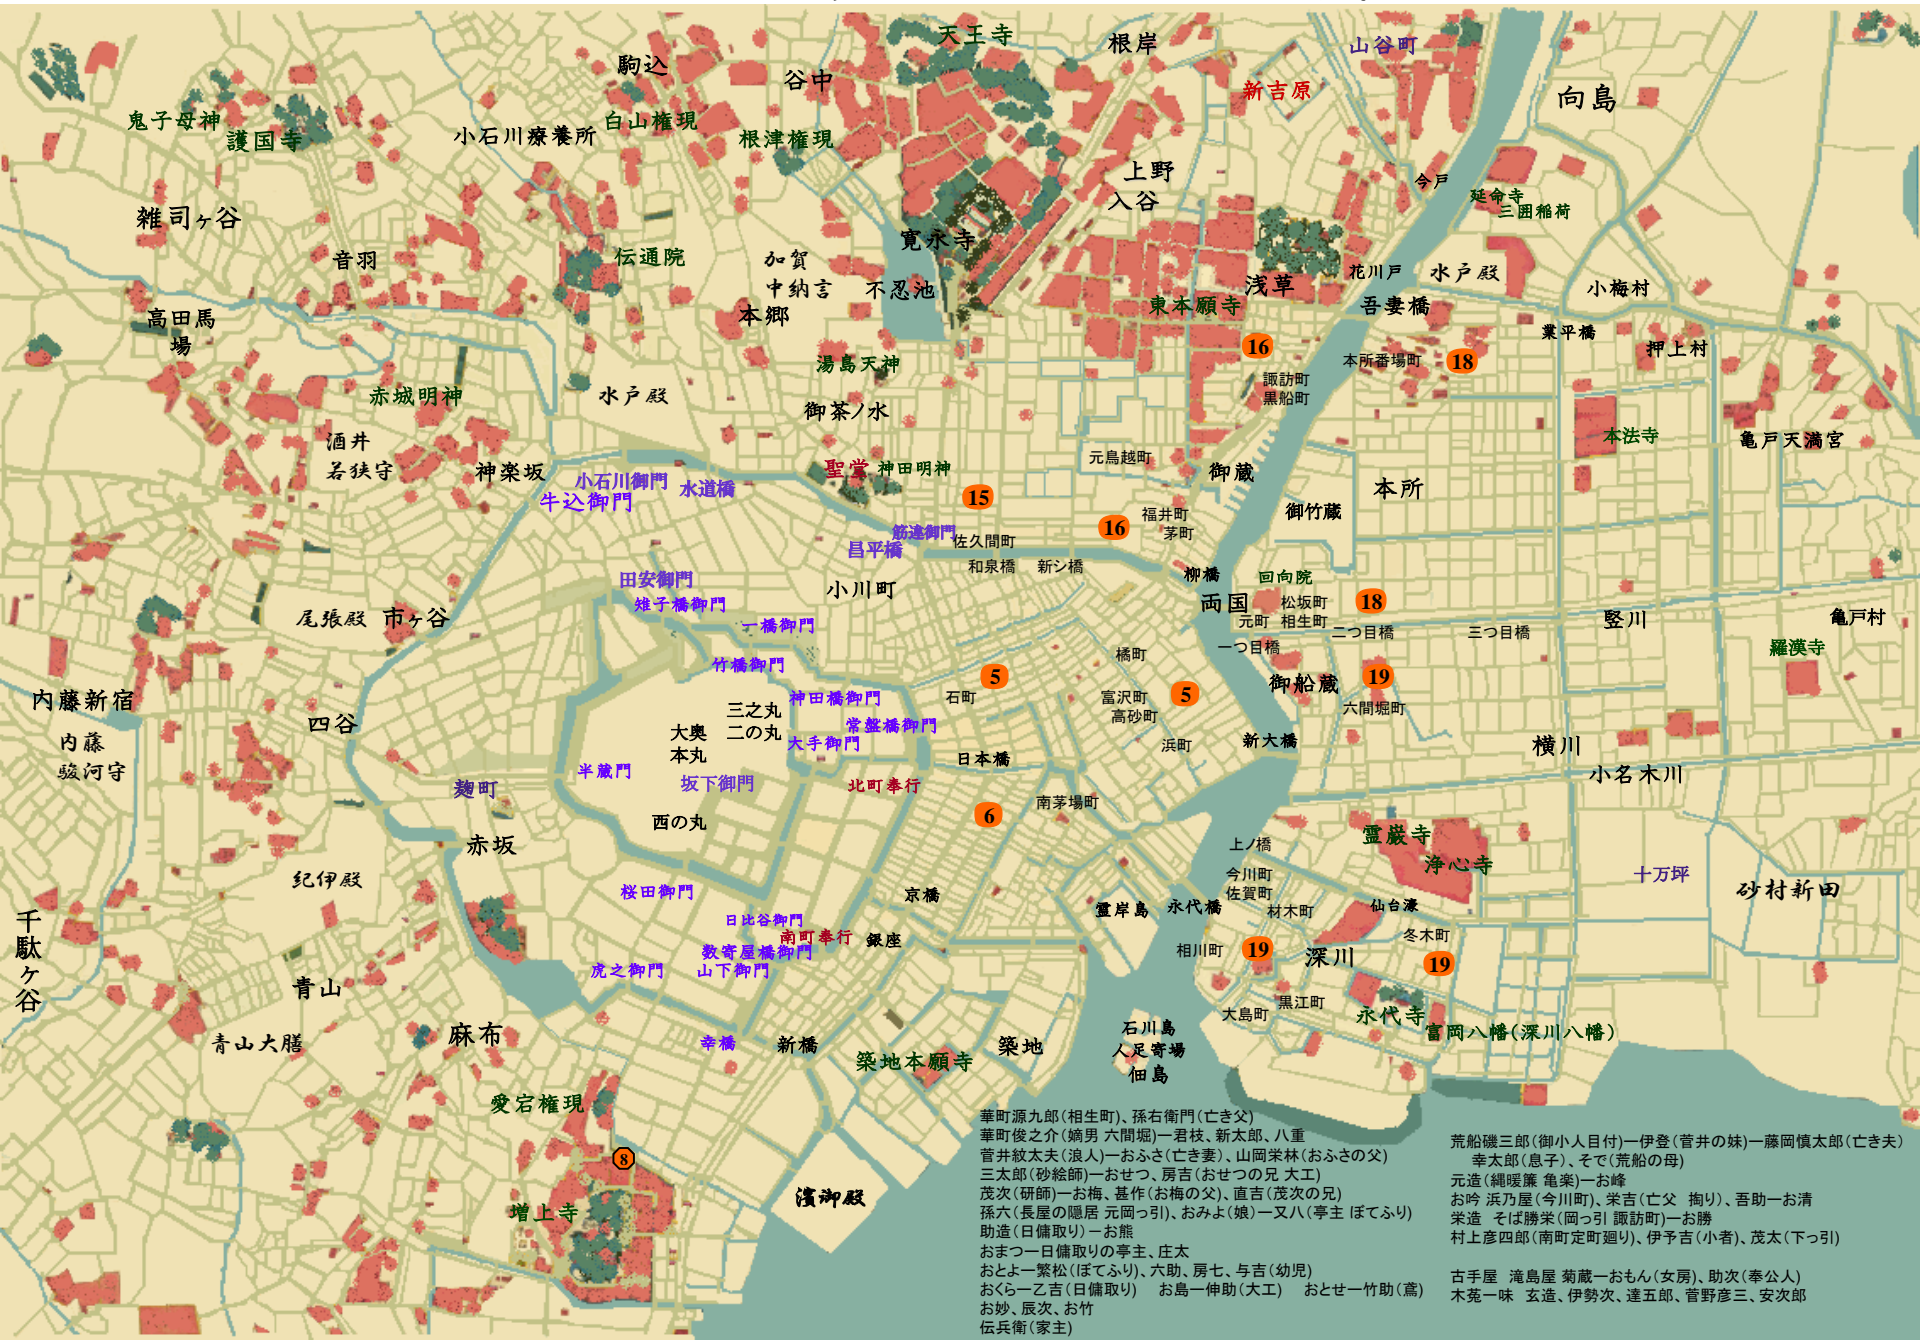 天王寺
根岸
山谷町
駒込
谷中
新吉原
向島
鬼子母神
護国寺
小石川療養所
白山権現
根津権現
上野
入谷
今戸
延命寺
三囲稲荷
雑司ヶ谷
音羽
伝通院
加賀
中納言
寛永寺
不忍池
本郷
浅草
東本願寺
花川戸
水戸殿
吾妻橋
小梅村
業平橋
押上村
高田馬
場
湯島天神
16
本所番場町
18
諏訪町
黒船町
赤城明神
水戸殿
御茶ノ水
酒井
若狭守
神楽坂
小石川御門
水道橋
牛込御門
聖堂
神田明神
元鳥越町
御蔵
本所
本法寺
亀戸天満宮
15
16
福井町
茅町
御竹蔵
筋違御門
昌平橋
佐久間町
和泉橋
新シ橋
柳橋
回向院
田安御門
雉子橋御門
小川町
両国
松坂町
元町
相生町
18
二つ目橋
三つ目橋
竪川
亀戸村
羅漢寺
尾張殿
市ヶ谷
一橋御門
竹橋御門
橘町
一つ目橋
内藤新宿
四谷
神田橋御門
石町
5
富沢町
高砂町
5
御船蔵
19
六間堀町
三之丸
二の丸
大奥
本丸
常盤橋御門
大手御門
内藤
駿河守
半蔵門
坂下御門
北町奉行
日本橋
浜町
新大橋
横川
小名木川
麹町
西の丸
6
南茅場町
赤坂
上ノ橋
霊巌寺
浄心寺
紀伊殿
桜田御門
京橋
霊岸島
永代橋
今川町
佐賀町
材木町
仙台濠
十万坪
砂村新田
千駄ヶ谷
日比谷御門
南町奉行
銀座
数寄屋橋御門
虎之御門
山下御門
相川町
19
深川
冬木町
19
青山
青山大膳
麻布
幸橋
新橋
築地本願寺
築地
石川島
人足寄場
佃島
大島町
黒江町
永代寺
富岡八幡(深川八幡)
愛宕権現
8
増上寺
濱御殿
華町源九郎(相生町)、孫右衛門(亡き父)
華町俊之介(嫡男 六間堀)ー君枝、新太郎、八重
菅井紋太夫(浪人)ーおふさ(亡き妻)、山岡栄林(おふさの父)
三太郎(砂絵師)ーおせつ、房吉(おせつの兄 大工)
茂次(研師)ーお梅、甚作(お梅の父)、直吉(茂次の兄)
孫六(長屋の隠居 元岡っ引)、おみよ(娘)ー又八(亭主 ぼてふり)
助造(日傭取り)－お熊
おまつー日傭取りの亭主、庄太
おとよー繁松(ぼてふり)、六助、房七、与吉(幼児)
おくらー乙吉(日傭取り)　お島ー伸助(大工)　おとせー竹助(鳶)
お妙、辰次、お竹
伝兵衛(家主)
荒船磯三郎(御小人目付)ー伊登(菅井の妹)ー藤岡慎太郎(亡き夫)
幸太郎(息子)、そで(荒船の母)
元造(縄暖簾 亀楽)ーお峰
お吟 浜乃屋(今川町)、栄吉(亡父 掏り)、吾助ーお清
栄造 そば勝栄(岡っ引 諏訪町)ーお勝
村上彦四郎(南町定町廻り)、伊予吉(小者)、茂太(下っ引)
古手屋 滝島屋 菊蔵ーおもん(女房)、助次(奉公人)
木菟一味 玄造、伊勢次、達五郎、菅野彦三、安次郎